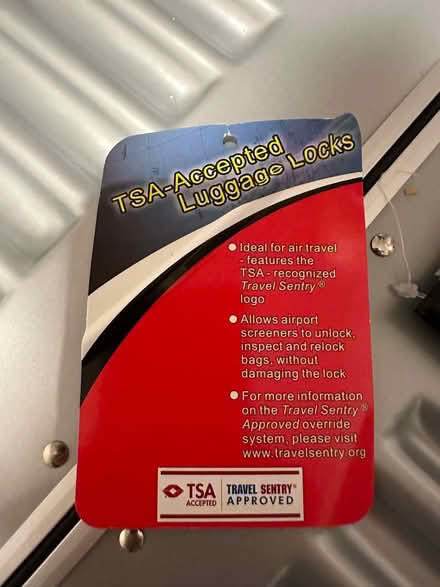 TSA-Accepted
Luggage Locks
Ideal for air travel
- features the
TSA - recognized
Travel Sentry®
logo
Allows airport
screeners to unlock,
inspect and relock
bags, without
damaging the lock
For more information
on the Travel Sentry®
Approved override
system, please visit
www.travelsentry.org
TSA
ACCEPTED
TRAVEL SENTRY®
APPROVED